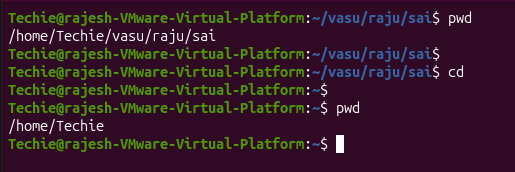 Techie@rajesh-VMware-Virtual-Platform:~/vasu/raju/sai$ pwd
/home/Techie/vasu/raju/sai
Techie@rajesh-VMware-Virtual-Platform:~/vasu/raju/sai$
Techie@rajesh-VMware-Virtual-Platform:~/vasu/raju/sai$ cd
Techie@rajesh-VMware-Virtual-Platform:~$
Techie@rajesh-VMware-Virtual-Platform:~$ pwd
/home/Techie
Techie@rajesh-VMware-Virtual-Platform:~$